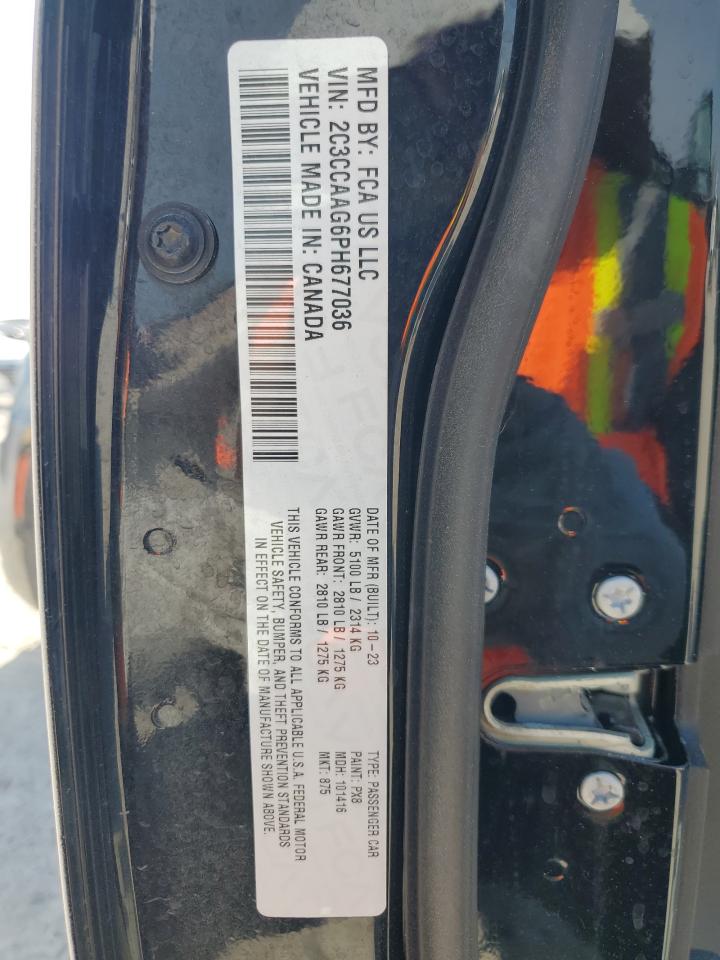 MFD BY: FCA US LLC
VIN: 2C3CCAAG6PH677036
VEHICLE MADE IN: CANADA
DATE OF MFR (BUILT): 10-23
GVWR: 5100 LB / 2314 KG
GAWR FRONT: 2810 LB / 1275 KG
GAWR REAR: 2810 LB / 1275 KG
TYPE: PASSENGER CAR
PAINT: PX8
MDH: 101416
MKT: 875
THIS VEHICLE CONFORMS TO ALL APPLICABLE U.S.A. FEDERAL MOTOR
VEHICLE SAFETY, BUMPER, AND THEFT PREVENTION STANDARDS
IN EFFECT ON THE DATE OF MANUFACTURE SHOWN ABOVE.